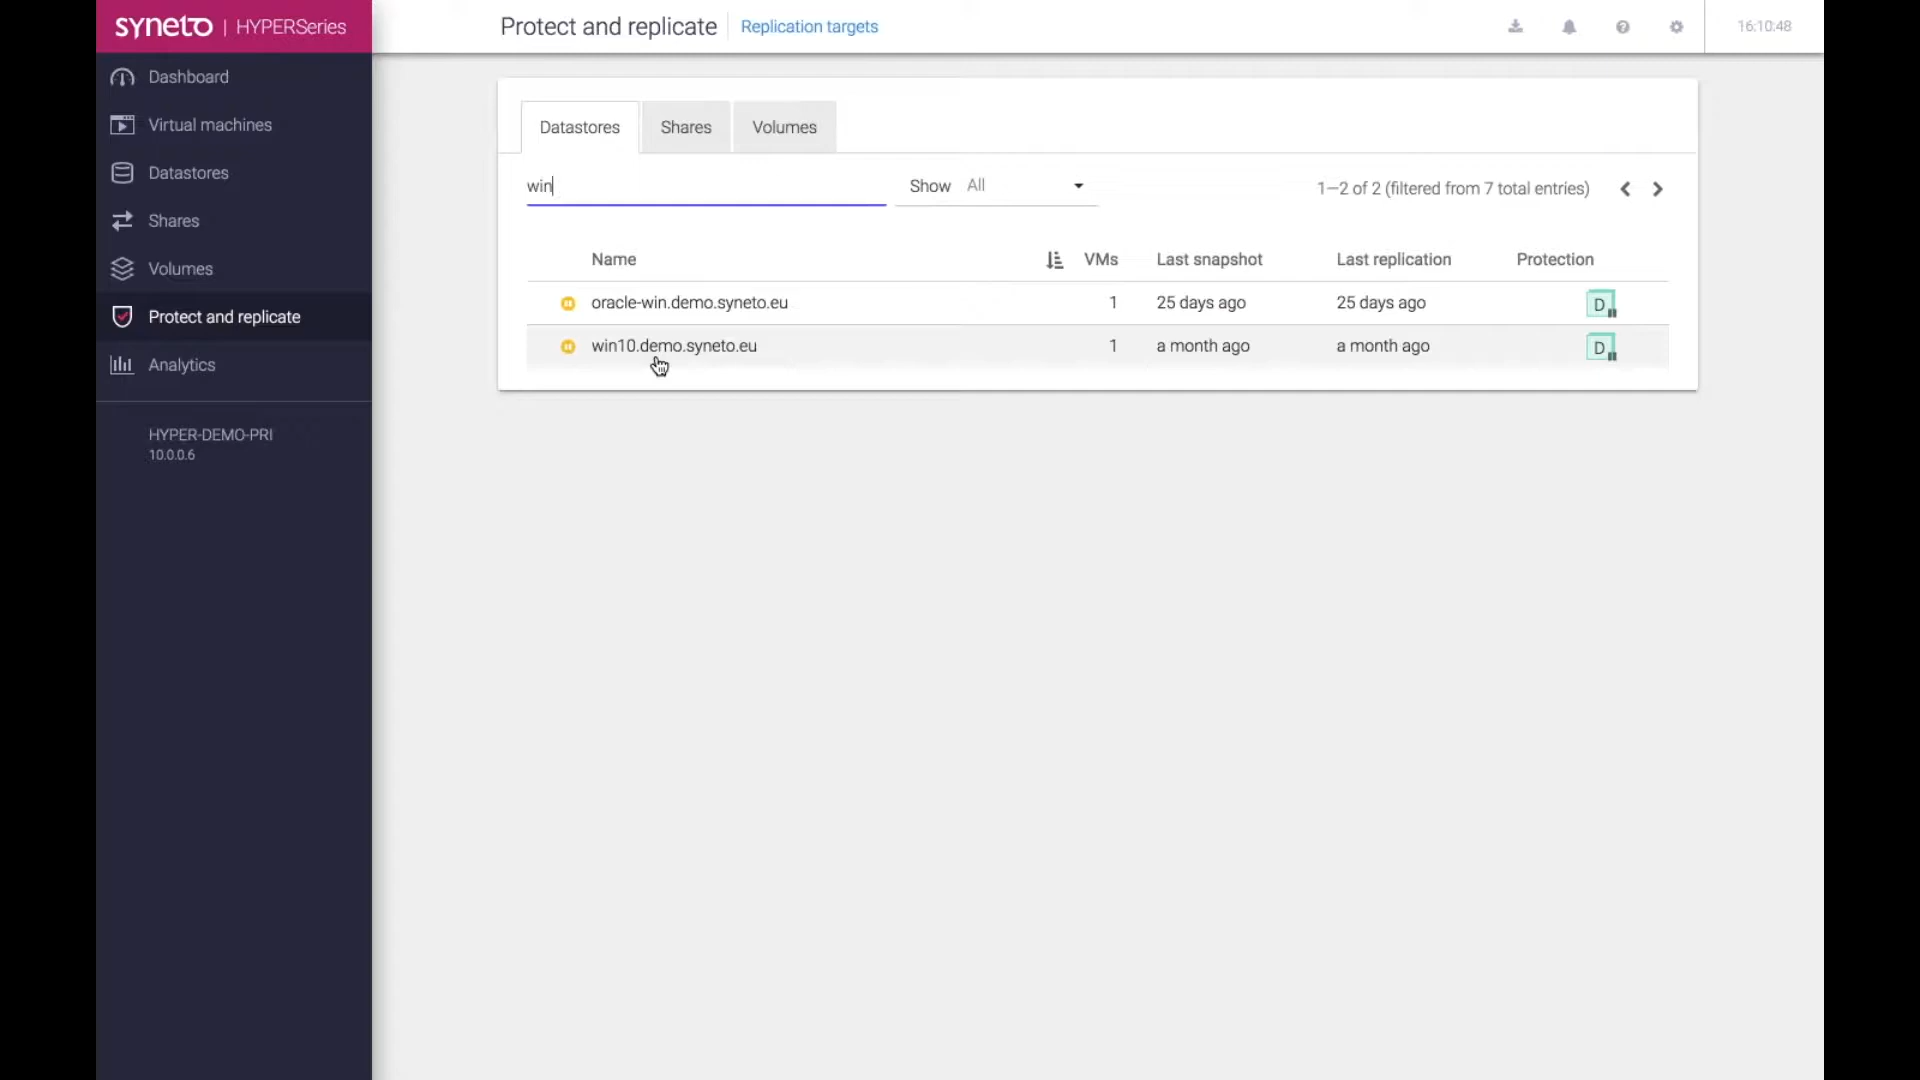 syneto | HYPERSeries
Protect and replicate
Replication targets
16:10:48
Dashboard
Virtual machines
Datastores
Shares
Volumes
Protect and replicate
Analytics
HYPER-DEMO-PRI
10.0.0.6
Datastores
Shares
Volumes
win
Show All
1–2 of 2 (filtered from 7 total entries)
Name VMs Last snapshot Last replication Protection
oracle-win.demo.syneto.eu 1 25 days ago 25 days ago D
win10.demo.syneto.eu 1 a month ago a month ago D